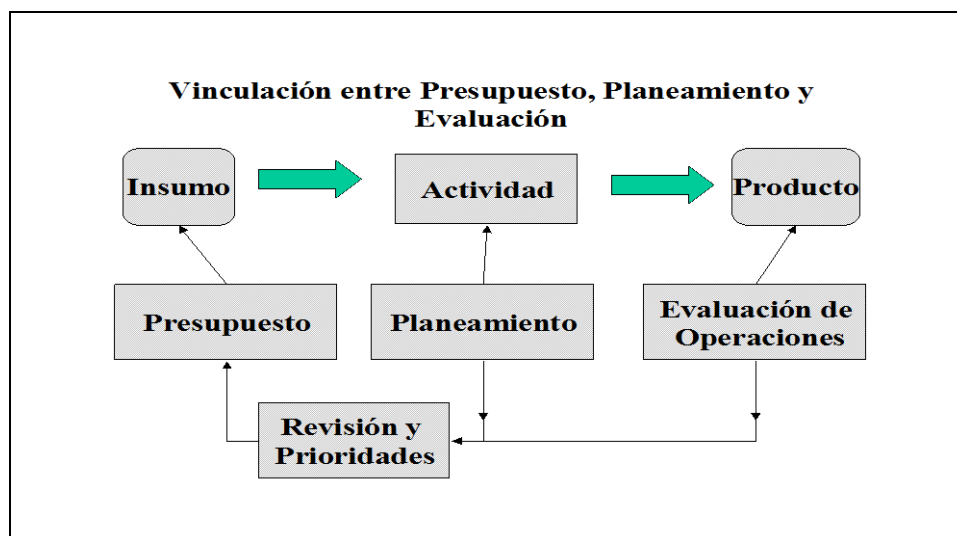 Vinculación entre Presupuesto, Planeamiento y
Evaluación
Insumo
Actividad
Producto
Presupuesto
Planeamiento
Evaluación de
Operaciones
Revisión y
Prioridades